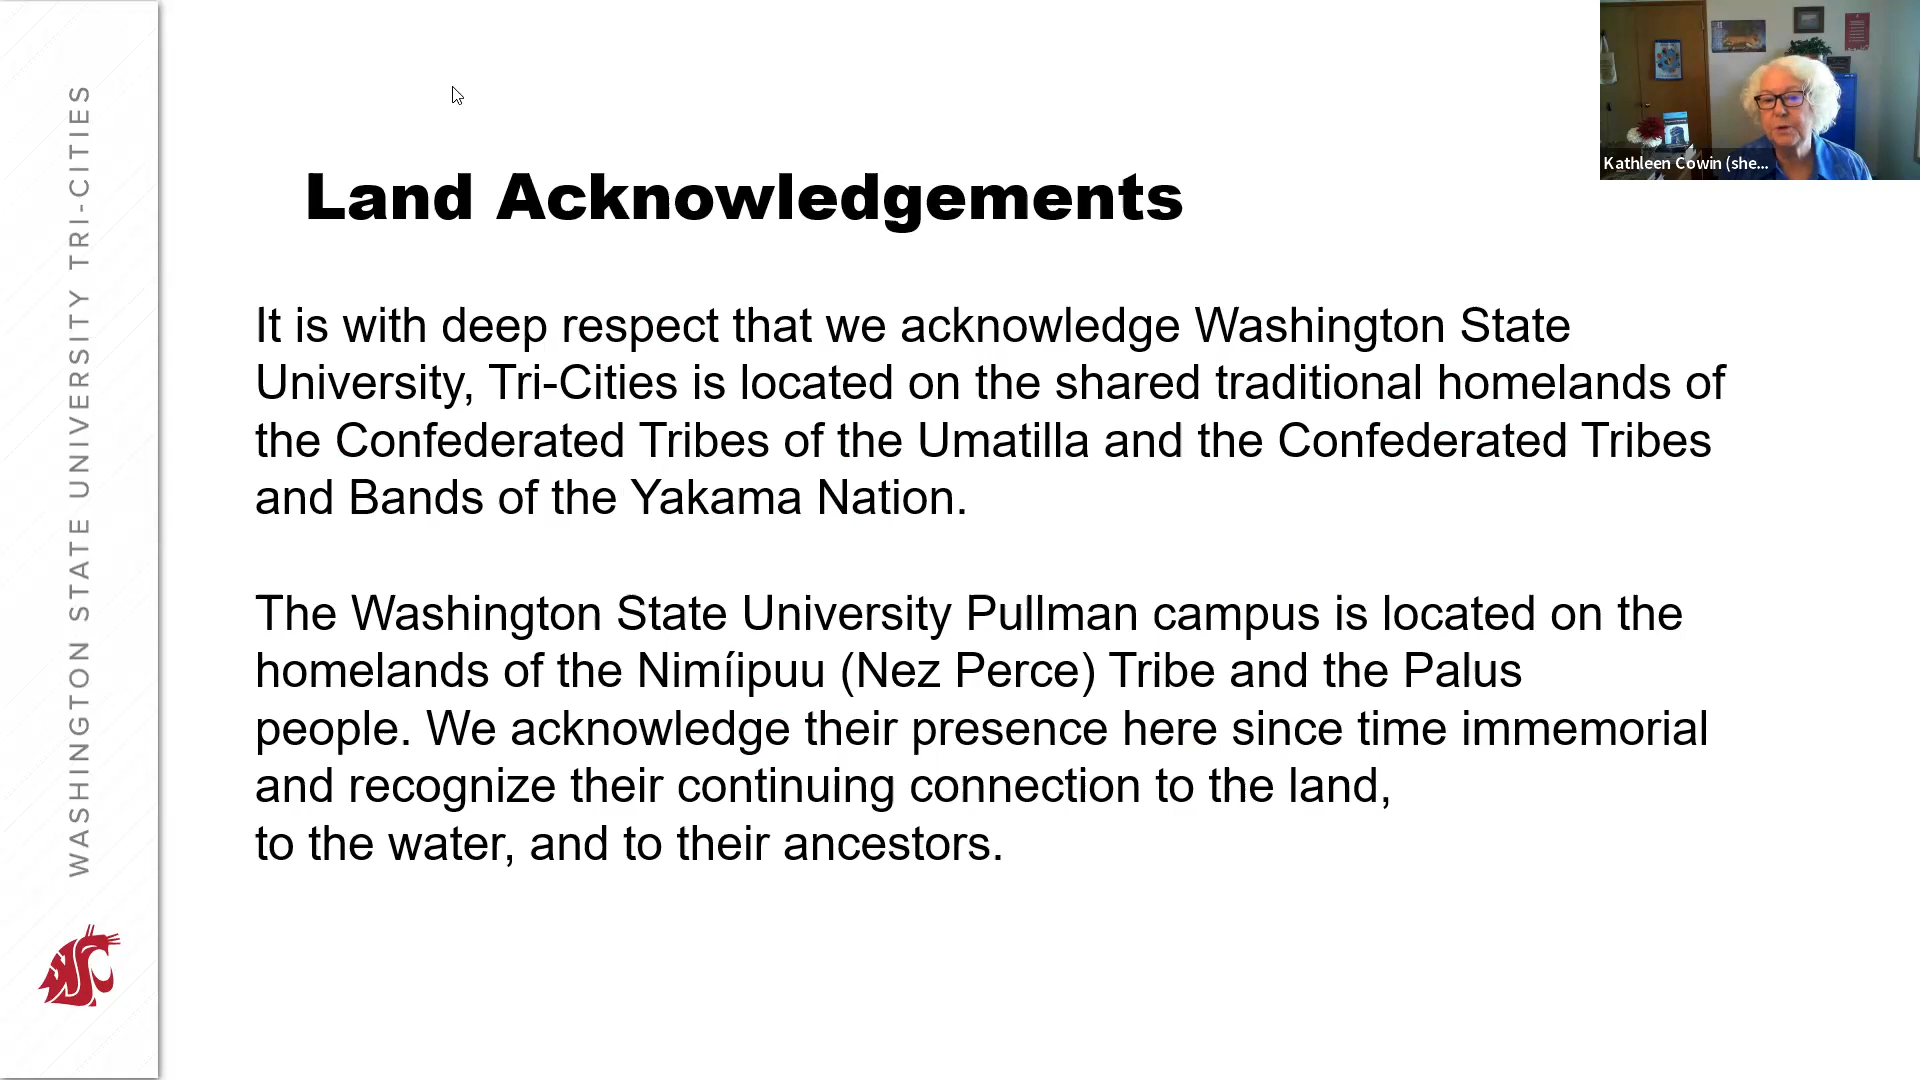 WASHINGTON STATE UNIVERSITY TRI-CITIES
Land Acknowledgements
It is with deep respect that we acknowledge Washington State
University, Tri-Cities is located on the shared traditional homelands of
the Confederated Tribes of the Umatilla and the Confederated Tribes
and Bands of the Yakama Nation.
The Washington State University Pullman campus is located on the
homelands of the Nimíipuu (Nez Perce) Tribe and the Palus
people. We acknowledge their presence here since time immemorial
and recognize their continuing connection to the land,
to the water, and to their ancestors.
Kathleen Cowin (she...